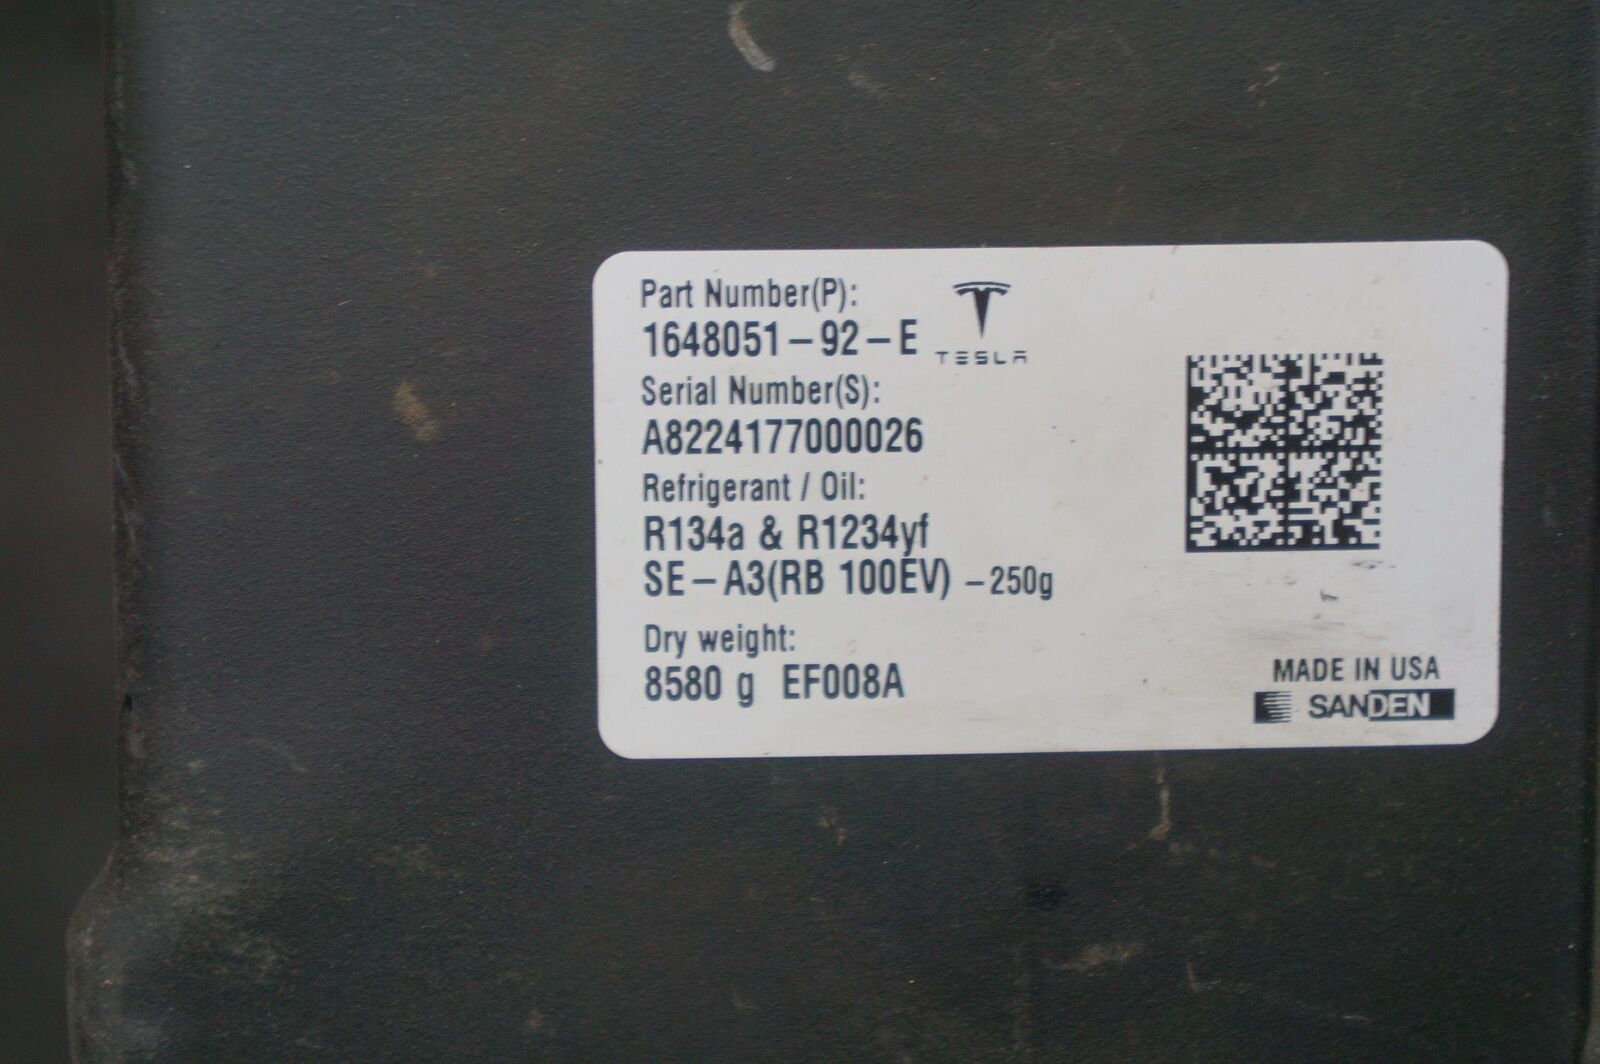 Part Number(P):
1648051-92-E
TESLA
Serial Number(S):
A8224177000026
Refrigerant / Oil:
R134a & R1234yf
SE-A3(RB 100EV) -250g
Dry weight:
8580 g EF008A
MADE IN USA
SANDEN